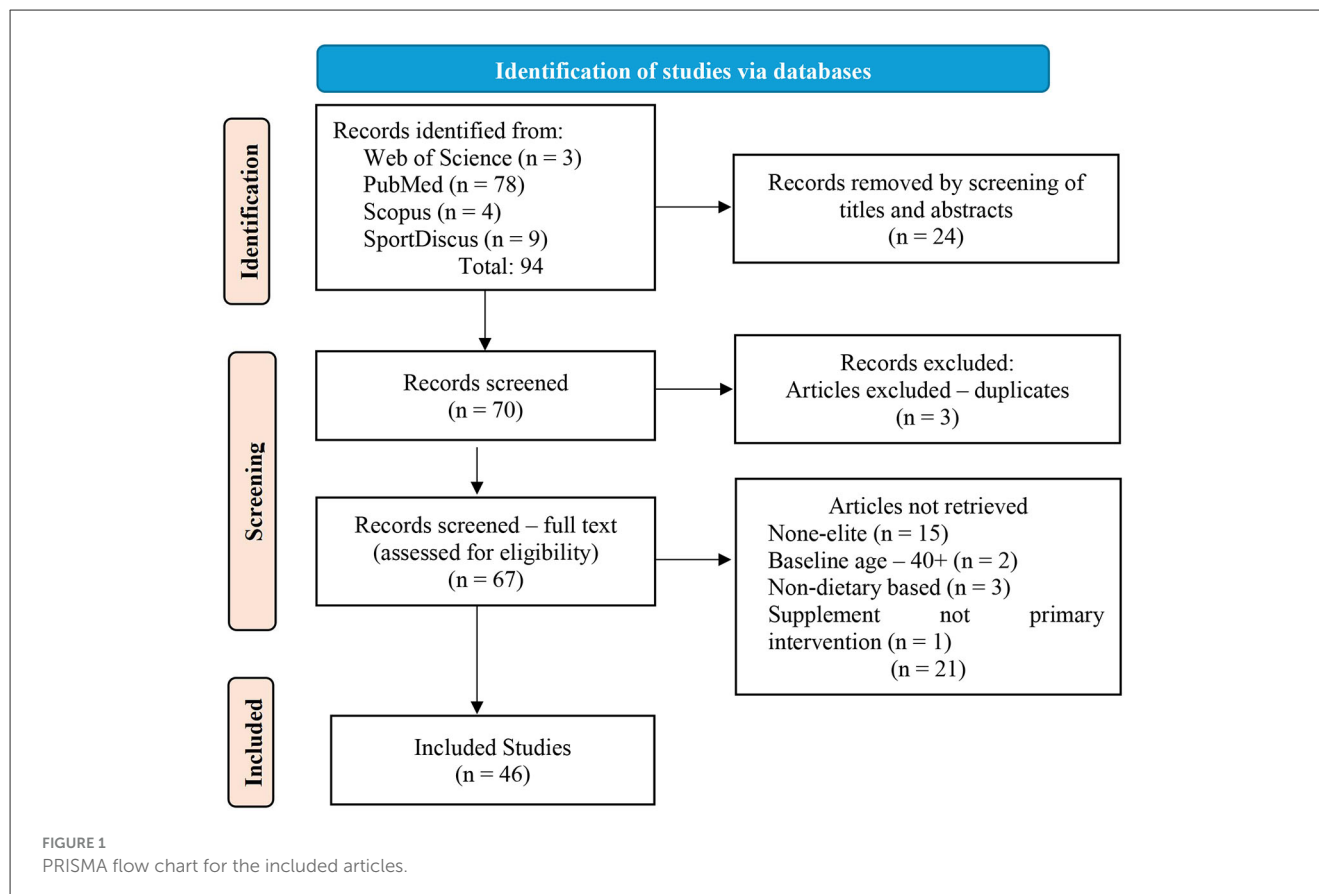 Identification of studies via databases
Identification
Records identified from:
Web of Science (n = 3)
PubMed (n = 78)
Scopus (n = 4)
SportDiscus (n = 9)
Total: 94
Records removed by screening of
titles and abstracts
(n = 24)
Screening
Records screened
(n = 70)
Records excluded:
Articles excluded – duplicates
(n = 3)
Records screened – full text
(assessed for eligibility)
(n = 67)
Articles not retrieved
None-elite (n = 15)
Baseline age – 40+ (n = 2)
Non-dietary based (n = 3)
Supplement not primary
intervention (n = 1)
(n = 21)
Included
Included Studies
(n = 46)
FIGURE 1
PRISMA flow chart for the included articles.